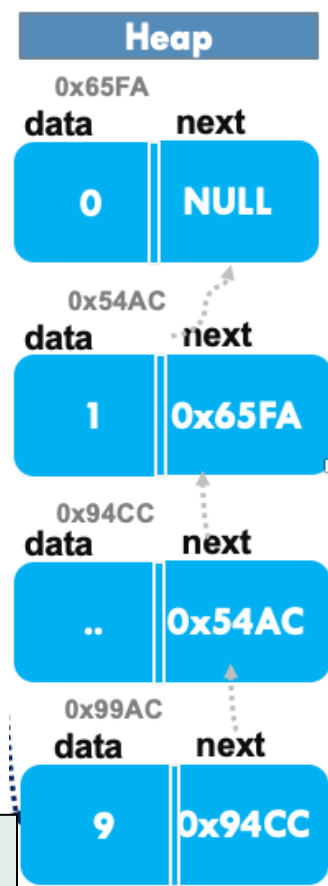 Heap
0x65FA
data next
0 NULL
0x54AC
data next
1 0x65FA
0x94CC
data next
.. 0x54AC
0x99AC
data next
9 0x94CC